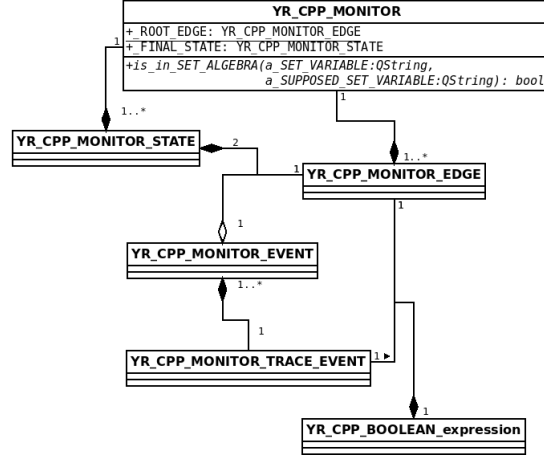 YR_CPP_MONITOR
+_ROOT_EDGE: YR_CPP_MONITOR_EDGE
+_FINAL_STATE: YR_CPP_MONITOR_STATE
+is_in_SET_ALGEBRA(a_SET_VARIABLE:QString,
a_SUPPOSED_SET_VARIABLE:QString): bool
1
1
1..*
1..*
YR_CPP_MONITOR_STATE
2
1
YR_CPP_MONITOR_EDGE
1
1
YR_CPP_MONITOR_EVENT
1..*
1
YR_CPP_MONITOR_TRACE_EVENT
1 ►
1
YR_CPP_BOOLEAN_expression